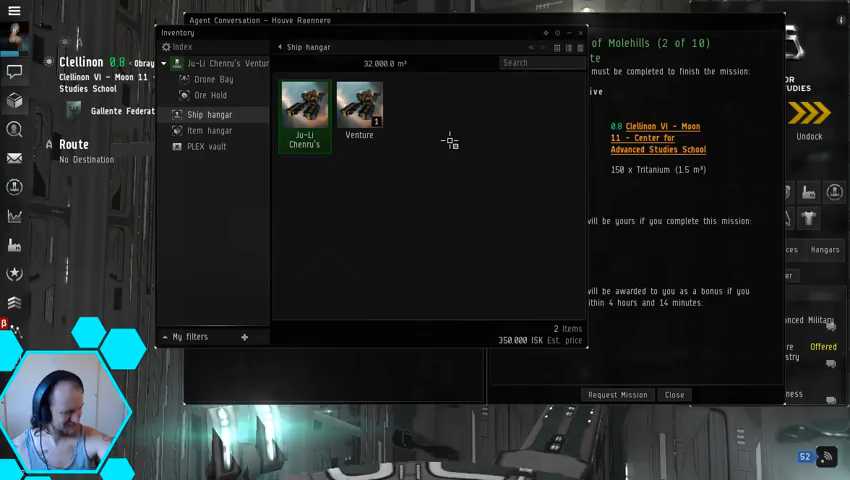 Agent Conversation - Houve Raennere
Inventory
Index
Ju-Li Chenru's Ventur
Drone Bay
Ore Hold
Ship hangar
Item hangar
PLEX vault
My filters
Ship hangar
32.000.0 m³
Search
Ju-Li
Chenru's
Venture
1
2 Items
350.000 ISK Est. price
Clellinon 0.8
Clellinon VI - Moon 11 -
Studies School
Gallente Federat
Route
No Destination
of Molehills (2 of 10)
must be completed to finish the mission:
0.8 Clellinon VI - Moon
11 - Center for
Advanced Studies School
150 x Tritanium (1.5 m³)
will be yours if you complete this mission:
will be awarded to you as a bonus if you
ithin 4 hours and 14 minutes:
Request Mission
Close
Undock
Hangars
nced Military
Offered
β
52